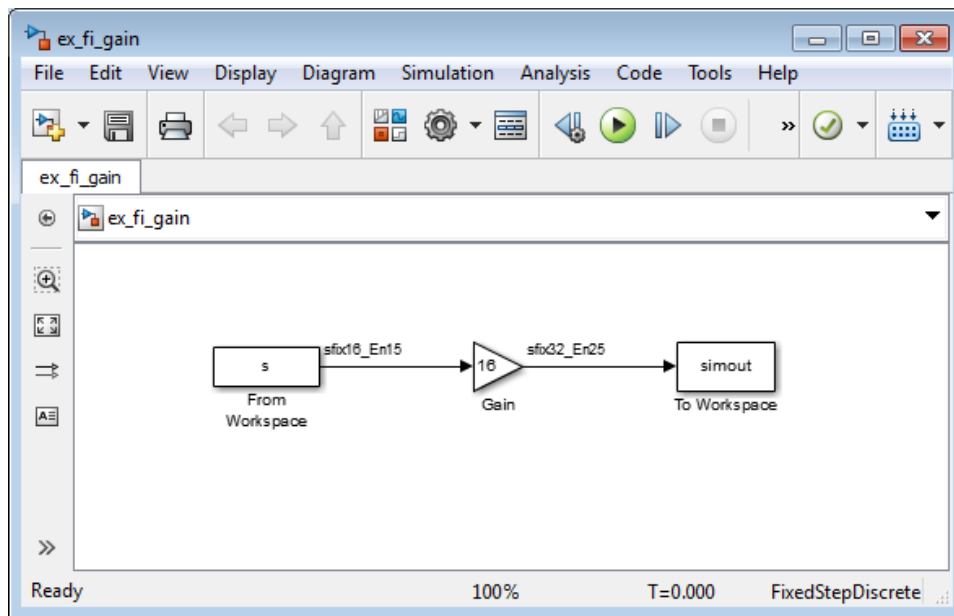 ex_fi_gain
File Edit View Display Diagram Simulation Analysis Code Tools Help
ex_fi_gain
ex_fi_gain
sfix16_En15
sfix32_En25
s
16
simout
From
Workspace
Gain
To Workspace
Ready 100% T=0.000 FixedStepDiscrete